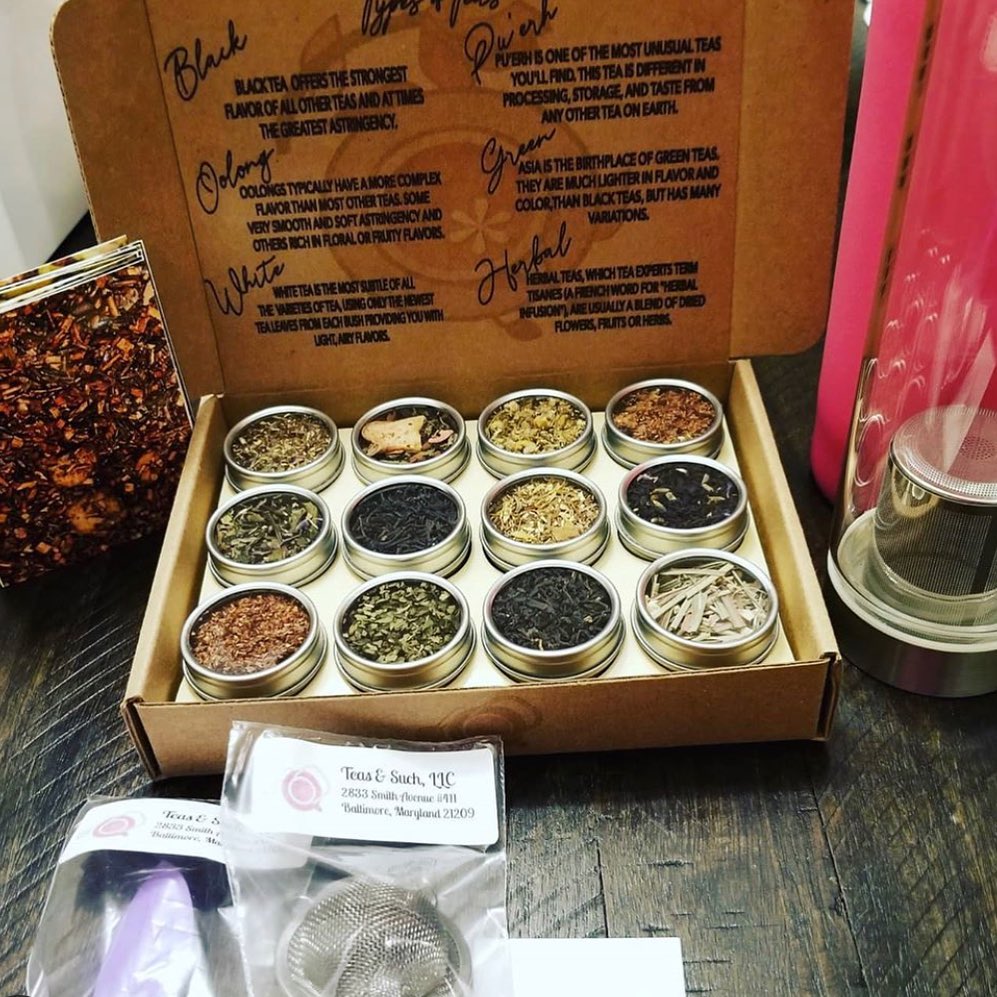 Types of Teas
Black
BLACK TEA OFFERS THE STRONGEST
FLAVOR OF ALL OTHER TEAS AND AT TIMES
THE GREATEST ASTRINGENCY.
Oolong
OOLONGS TYPICALLY HAVE A MORE COMPLEX
FLAVOR THAN MOST OTHER TEAS. SOME
VERY SMOOTH AND SOFT ASTRINGENCY AND
OTHERS RICH IN FLORAL OR FRUITY FLAVORS.
White
WHITE TEA IS THE MOST SUBTLE OF ALL
THE VARIETIES OF TEA, USING ONLY THE NEWEST
TEA LEAVES FROM EACH BUSH PROVIDING YOU WITH
LIGHT, AIRY FLAVORS.
Pu'erh
PU'ERH IS ONE OF THE MOST UNUSUAL TEAS
YOU'LL FIND, THIS TEA IS DIFFERENT IN
PROCESSING, STORAGE, AND TASTE FROM
ANY OTHER TEA ON EARTH.
Green
ASIA IS THE BIRTHPLACE OF GREEN TEAS.
THEY ARE MUCH LIGHTER IN FLAVOR AND
COLOR, THAN BLACK TEAS, BUT HAS MANY
VARIATIONS.
Herbal
HERBAL TEAS, WHICH TEA EXPERTS TERM
TISANES (A FRENCH WORD FOR "HERBAL
INFUSION"), ARE USUALLY A BLEND OF DRIED
FLOWERS, FRUITS OR HERBS.
Teas & Such, LLC
2833 Smith Avenue #411
Baltimore, Maryland 21209
Teas & S
2833 Smith
Baltimore, Ma